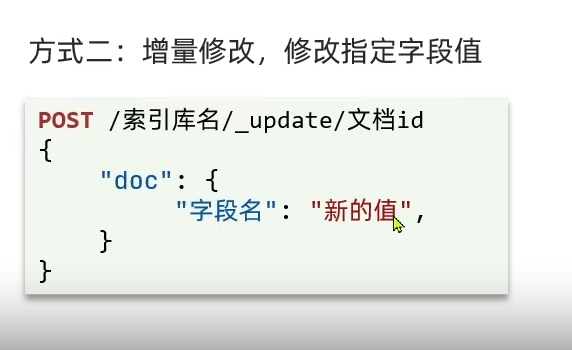 方式二：增量修改，修改指定字段值
POST /索引库名/_update/文档id
{
    "doc": {
         "字段名": "新的值",
    }
}